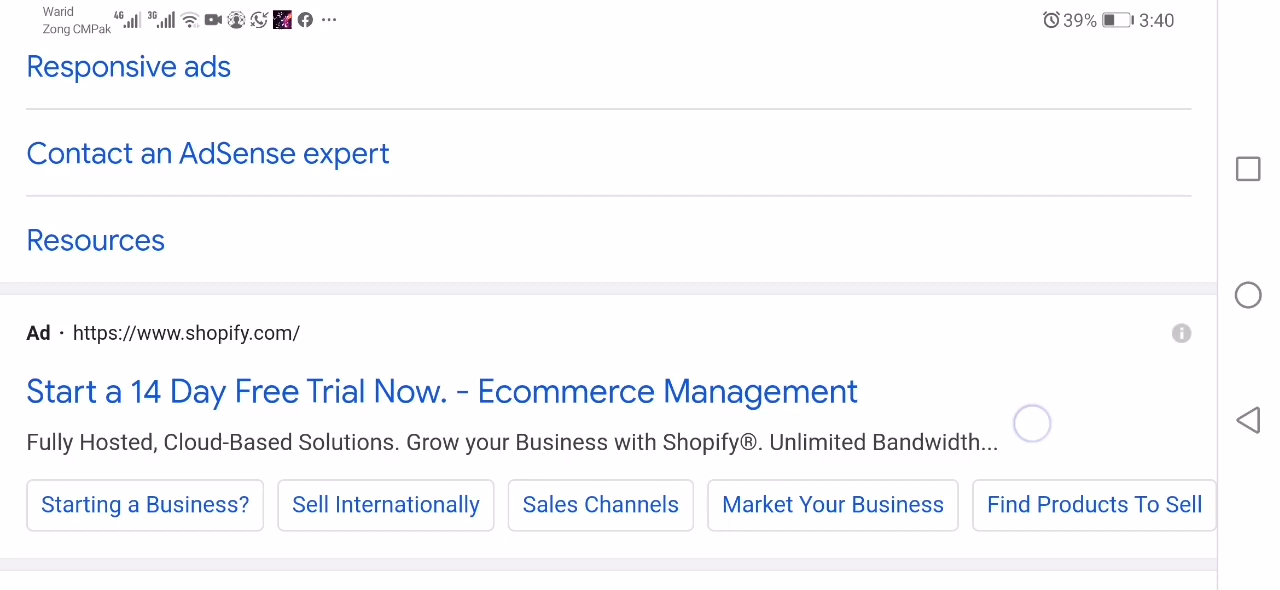 Warid
Zong CMPak
4G 3G ... 39% 3:40
Responsive ads
Contact an AdSense expert
Resources
Ad · https://www.shopify.com/
Start a 14 Day Free Trial Now. - Ecommerce Management
Fully Hosted, Cloud-Based Solutions. Grow your Business with Shopify®. Unlimited Bandwidth...
Starting a Business? Sell Internationally Sales Channels Market Your Business Find Products To Sell